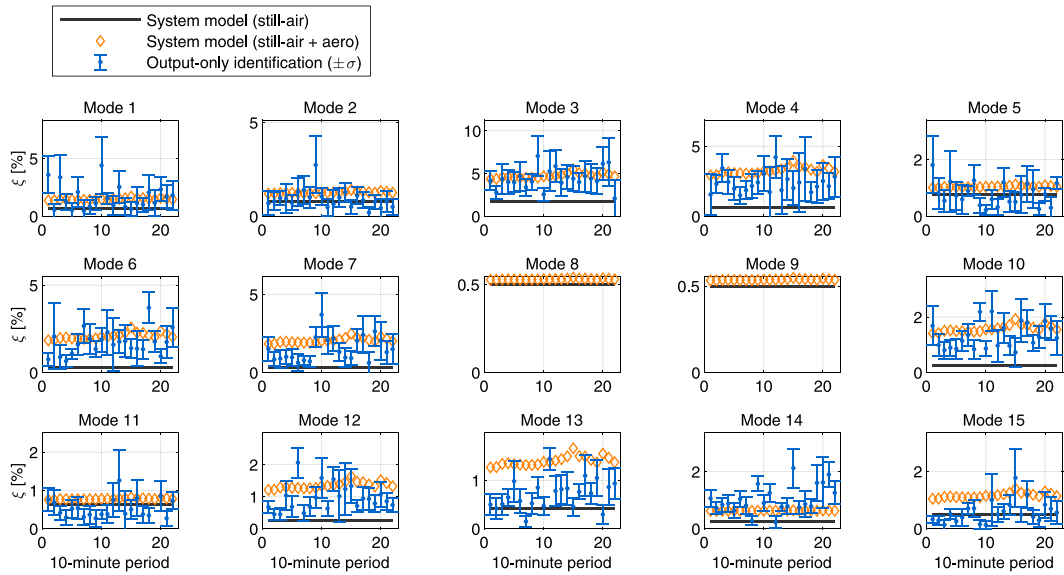 System model (still-air)
System model (still-air + aero)
Output-only identification (±σ)
Mode 1
Mode 2
Mode 3
Mode 4
Mode 5
ξ [%]
5
0
0 10 20
5
0
0 10 20
10
5
0
0 10 20
5
0
0 10 20
2
0
0 10 20
Mode 6
Mode 7
Mode 8
Mode 9
Mode 10
ξ [%]
5
0
0 10 20
5
0
0 10 20
0.5
0
0 10 20
0.5
0
0 10 20
2
0
0 10 20
Mode 11
Mode 12
Mode 13
Mode 14
Mode 15
ξ [%]
2
1
0
0 10 20
2
1
0
0 10 20
1
0
0 10 20
2
0
0 10 20
2
0
0 10 20
10-minute period
10-minute period
10-minute period
10-minute period
10-minute period